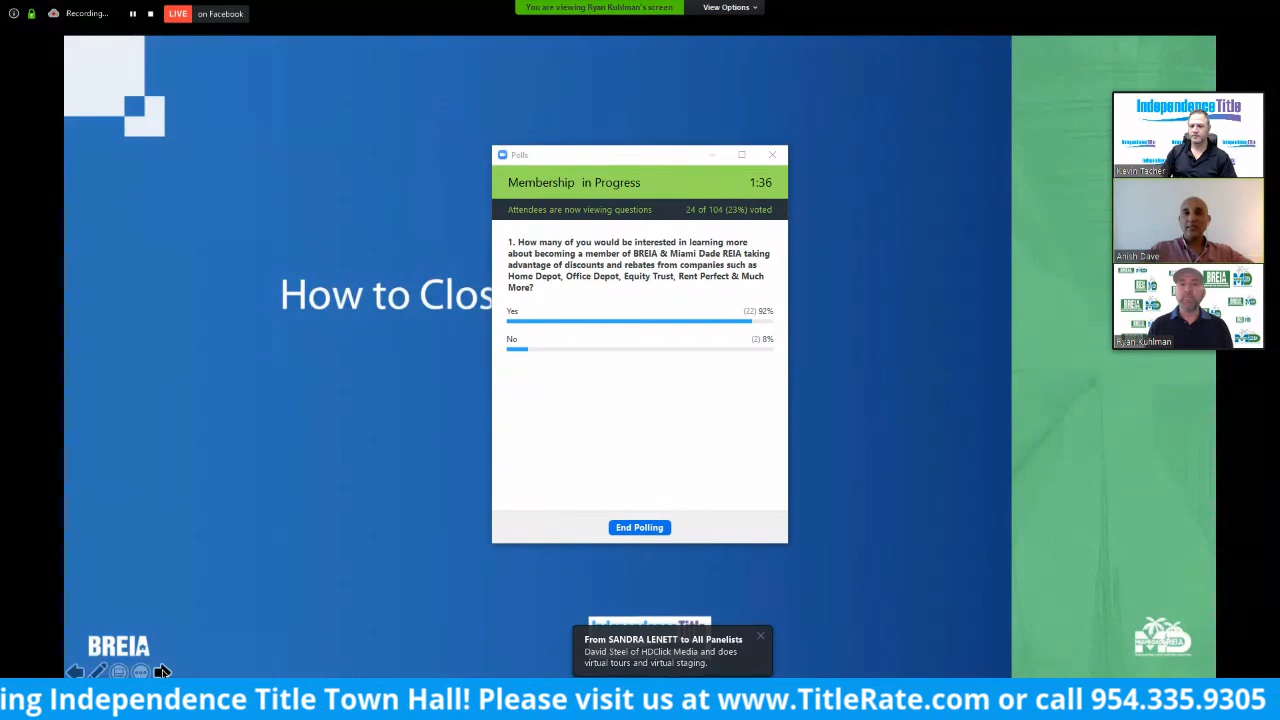 Recording...
LIVE on Facebook
You are viewing Ryan Kuhlman's screen
View Options
Polls
Membership in Progress 1:36
Attendees are now viewing questions 24 of 104 (23%) voted
1. How many of you would be interested in learning more
about becoming a member of BREIA & Miami Dade REIA taking
advantage of discounts and rebates from companies such as
Home Depot, Office Depot, Equity Trust, Rent Perfect & Much
More?
Yes (22) 92%
No (2) 8%
End Polling
How to Clos
IndependenceTitle
Kevin Tacher
Anish Dave
BREIA
Ryan Kuhlman
BREIA
IndependenceTitle
From SANDRA LENETT to All Panelists
David Steel of HDClick Media and does
virtual tours and virtual staging.
MD
ing Independence Title Town Hall! Please visit us at www.TitleRate.com or call 954.335.9305